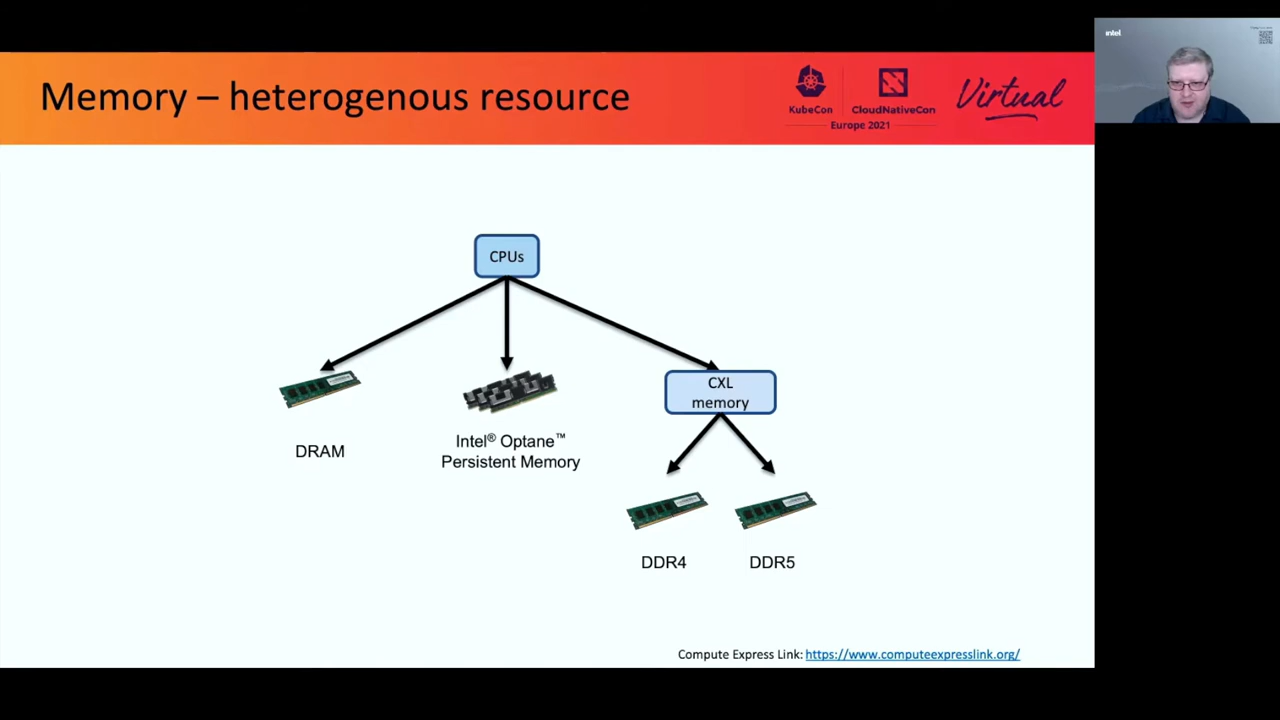 Memory – heterogenous resource
KubeCon
CloudNativeCon
Europe 2021
Virtual
intel
CPUs
DRAM
Intel® Optane™
Persistent Memory
CXL
memory
DDR4
DDR5
Compute Express Link: https://www.computeexpresslink.org/